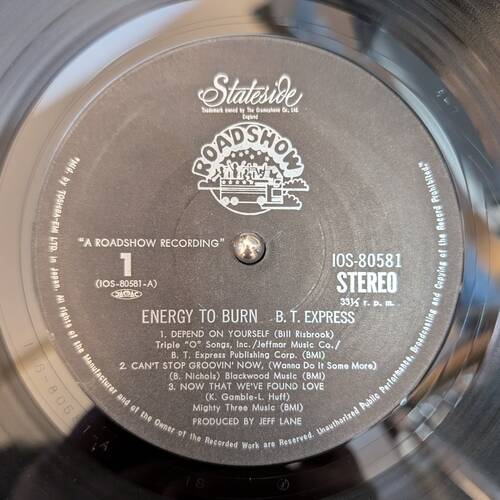 Stateside
Trademark owned by The Gramophone Co., Ltd.
England
ROADSHOW
"A ROADSHOW RECORDING"
1
(IOS-80581-A)
IOS-80581
STEREO
33⅓ r. p. m.
ENERGY TO BURN B. T. EXPRESS
1. DEPEND ON YOURSELF (Bill Risbrook)
Triple "O" Songs, Inc./Jeffmar Music Co./
B. T. Express Publishing Corp. (BMI)
2. CAN'T STOP GROOVIN' NOW, (Wanna Do It Some More)
(B. Nichols) Blackwood Music (BMI)
3. NOW THAT WE'VE FOUND LOVE
(K. Gamble-L. Huff)
Mighty Three Music (BMI)
PRODUCED BY JEFF LANE
Mfd. by TOSHIBA-EMI LTD. in Japan. All Rights of the Manufacturer and of the Owner of the Recorded Work are Reserved. Unauthorized Public Performance, Broadcasting and Copying of the Record Prohibited.